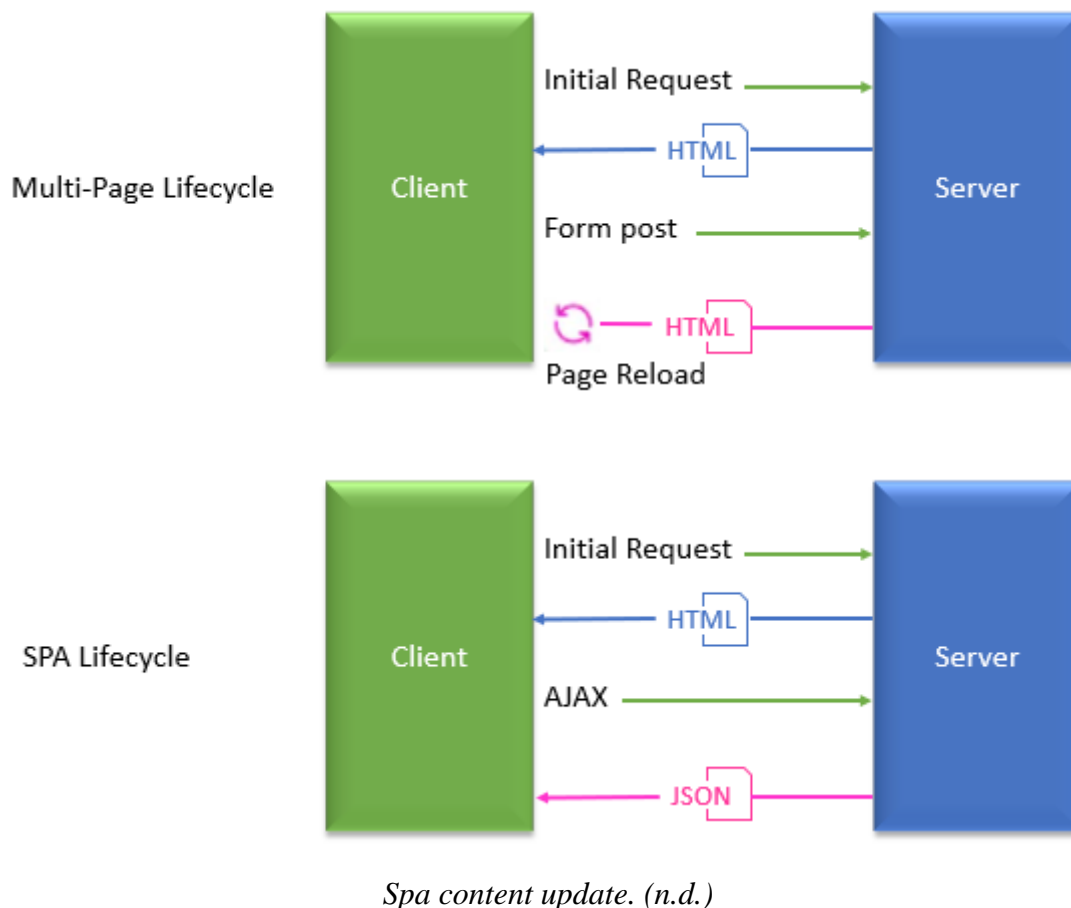 Initial Request
HTML
Multi-Page Lifecycle
Client
Server
Form post
HTML
Page Reload
Initial Request
HTML
SPA Lifecycle
Client
Server
AJAX
JSON
Spa content update. (n.d.)